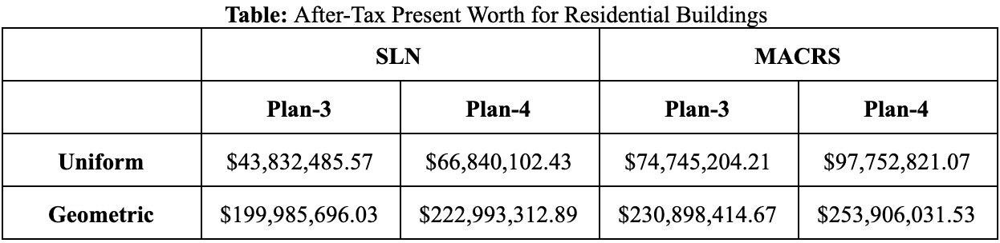 Table: After-Tax Present Worth for Residential Buildings
SLN MACRS
Plan-3 Plan-4 Plan-3 Plan-4
Uniform $43,832,485.57 $66,840,102.43 $74,745,204.21 $97,752,821.07
Geometric $199,985,696.03 $222,993,312.89 $230,898,414.67 $253,906,031.53